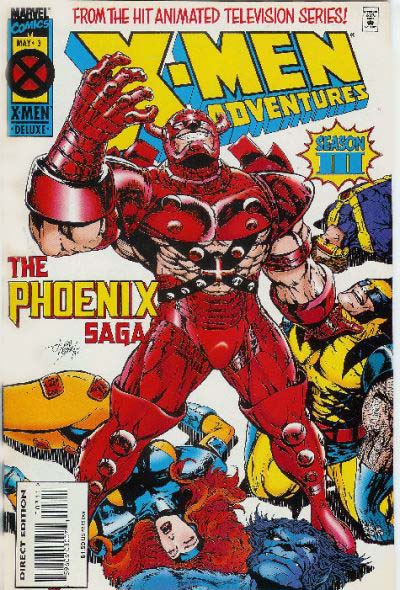 MARVEL
COMICS
MAY • 3
X-MEN
• DELUXE •
FROM THE HIT ANIMATED TELEVISION SERIES!
X-MEN
ADVENTURES
SEASON
III
THE
PHOENIX
SAGA
DIRECT EDITION